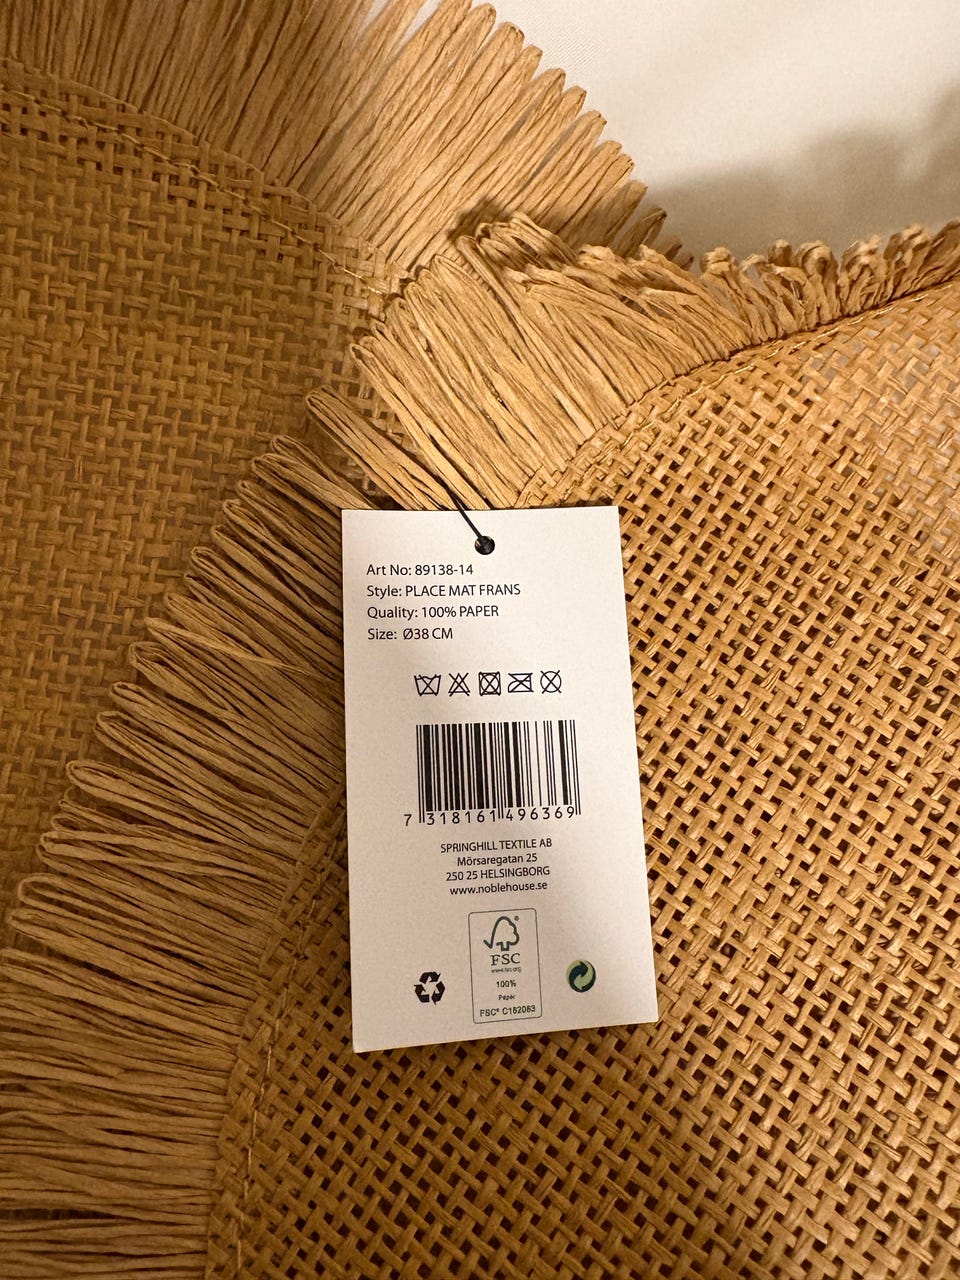 Art No: 89138-14
Style: PLACE MAT FRANS
Quality: 100% PAPER
Size: Ø38 CM
7 318161 496369
SPRINGHILL TEXTILE AB
Mörsaregatan 25
250 25 HELSINGBORG
www.noblehouse.se
FSC
www.fsc.org
100%
Paper
FSC® C152063